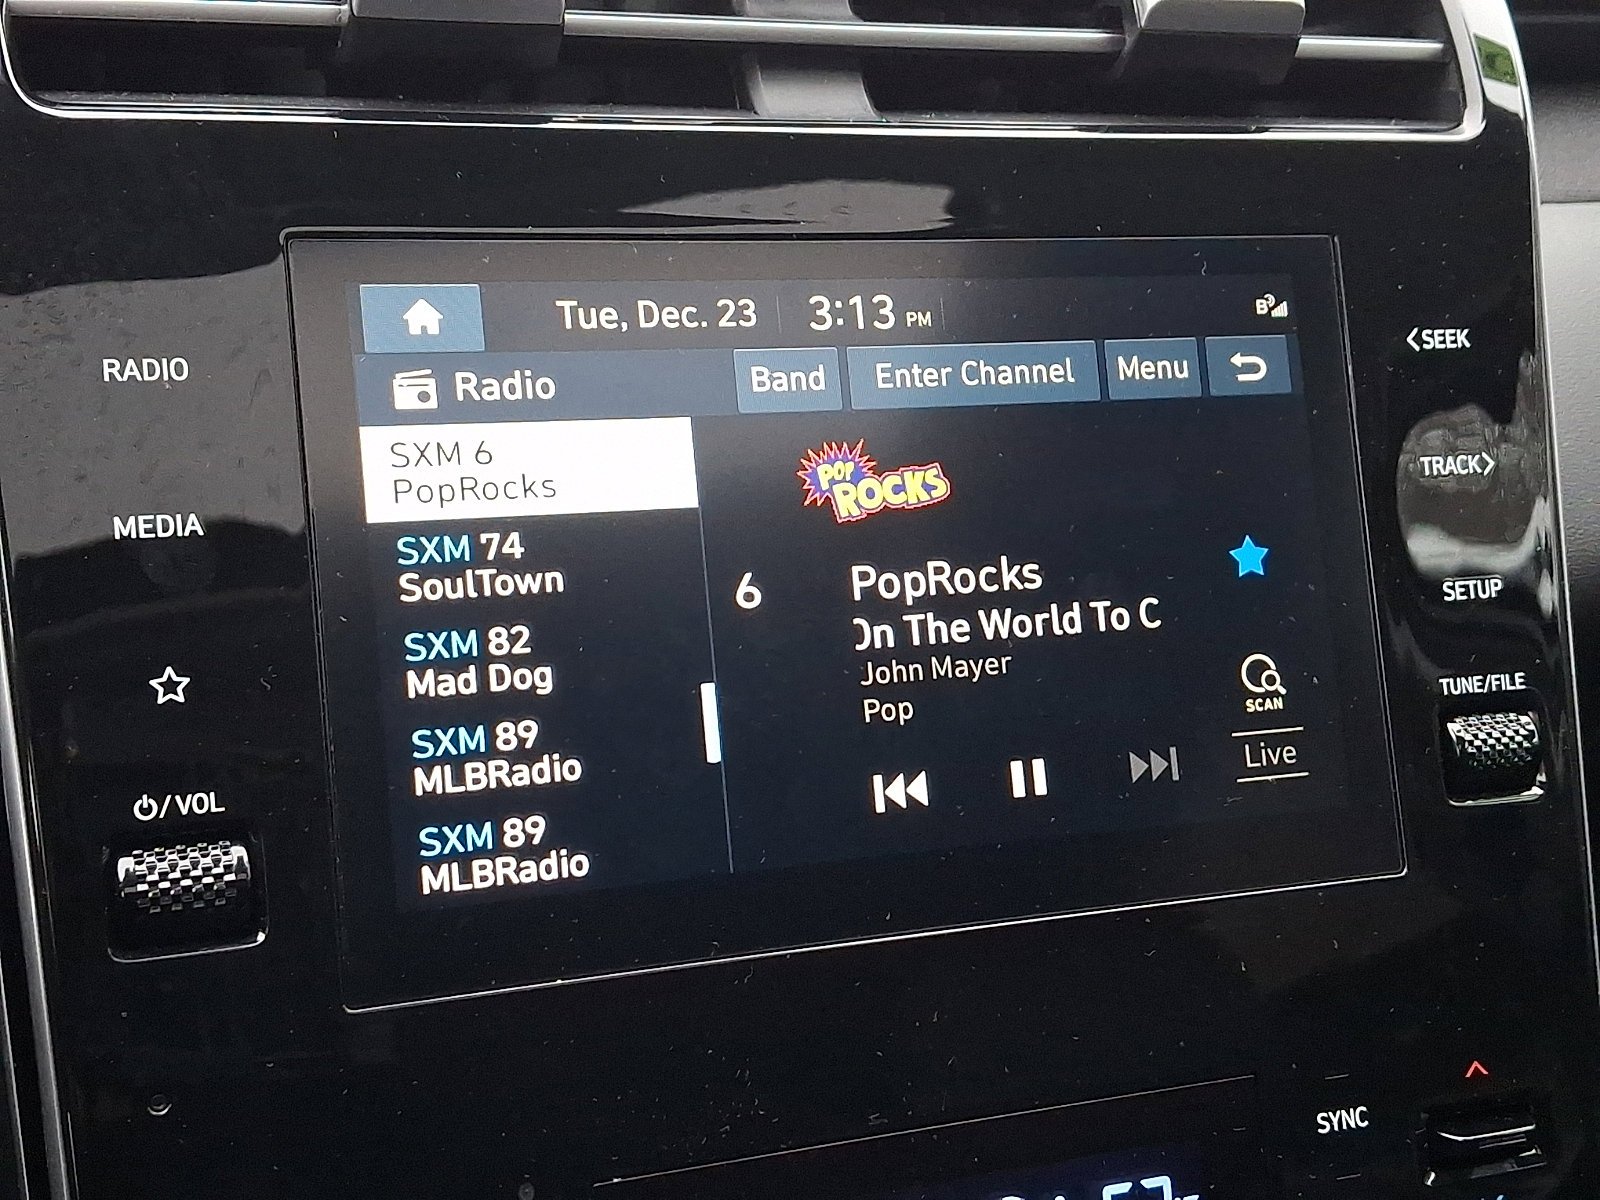 Tue, Dec. 23 3:13 PM B
RADIO
Radio Band Enter Channel Menu
SXM 6
PopRocks
SXM 74
SoulTown
SXM 82
Mad Dog
SXM 89
MLBRadio
SXM 89
MLBRadio
POP
ROCKS
6 PopRocks
On The World To C
John Mayer
Pop
SCAN
Live
MEDIA
/ VOL
< SEEK
TRACK >
SETUP
TUNE/FILE
SYNC